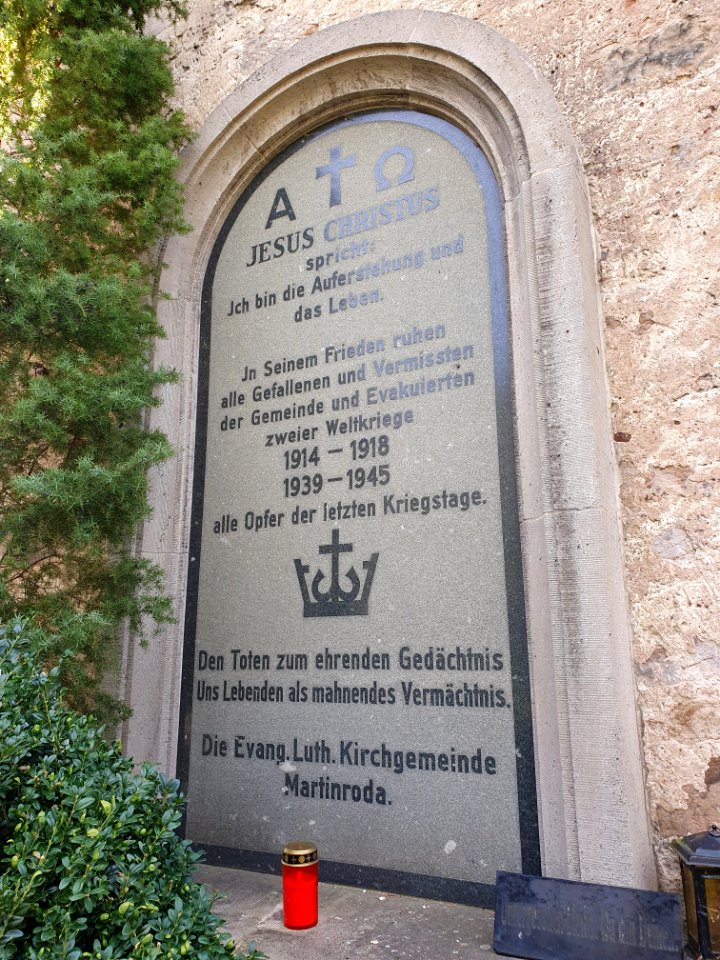 Α Ω
JESUS CHRISTUS
spricht:
Jch bin die Auferstehung und
das Leben.
Jn Seinem Frieden ruhen
alle Gefallenen und Vermissten
der Gemeinde und Evakuierten
zweier Weltkriege
1914 – 1918
1939 – 1945
alle Opfer der letzten Kriegstage.
Den Toten zum ehrenden Gedächtnis
Uns Lebenden als mahnendes Vermächtnis.
Die Evang. Luth. Kirchgemeinde
Martinroda.